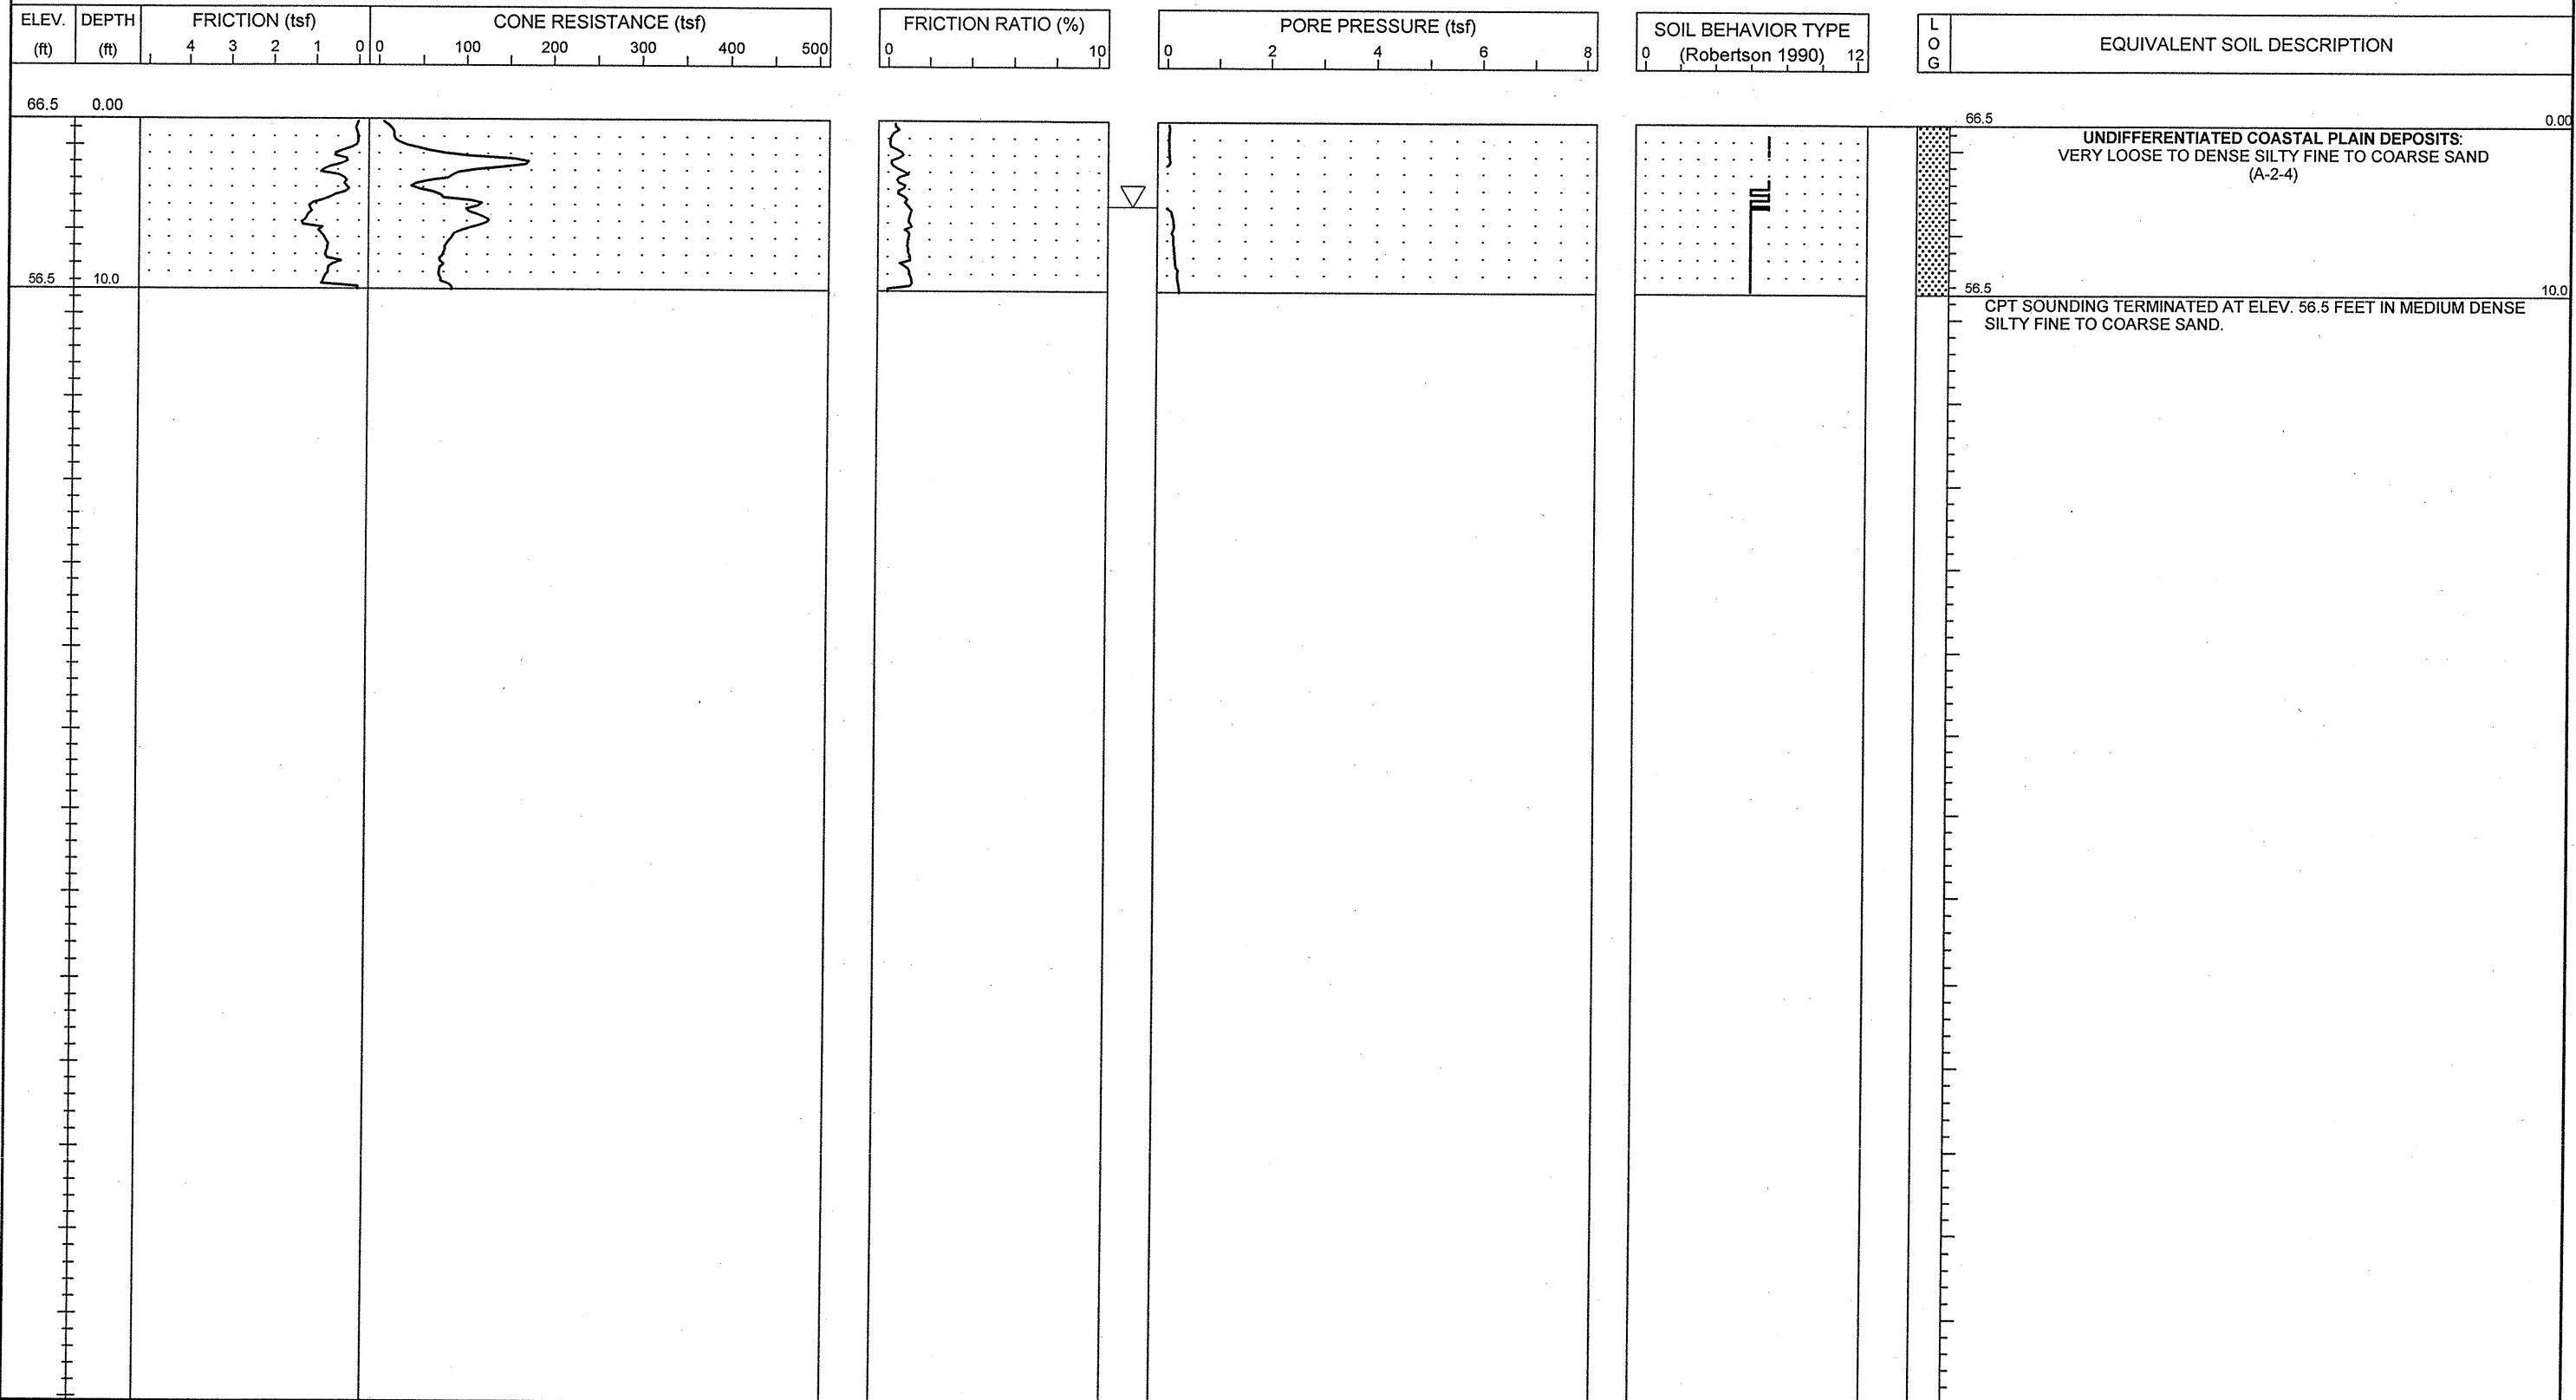 ELEV. DEPTH FRICTION (tsf) CONE RESISTANCE (tsf) FRICTION RATIO (%) PORE PRESSURE (tsf) SOIL BEHAVIOR TYPE L O G EQUIVALENT SOIL DESCRIPTION
(ft) (ft) 4 3 2 1 0 0 100 200 300 400 500 0 10 0 2 4 6 8 0 (Robertson 1990) 12
66.5 0.00 66.5 0.00
UNDIFFERENTIATED COASTAL PLAIN DEPOSITS:
VERY LOOSE TO DENSE SILTY FINE TO COARSE SAND
(A-2-4)
56.5 10.0 56.5 10.0
CPT SOUNDING TERMINATED AT ELEV. 56.5 FEET IN MEDIUM DENSE
SILTY FINE TO COARSE SAND.